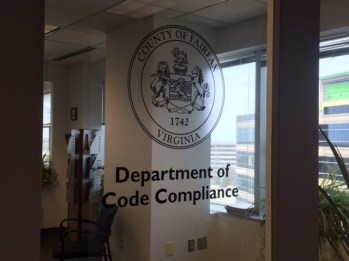 COUNTY OF FAIRFAX
1742
VIRGINIA
Department of
Code Compliance